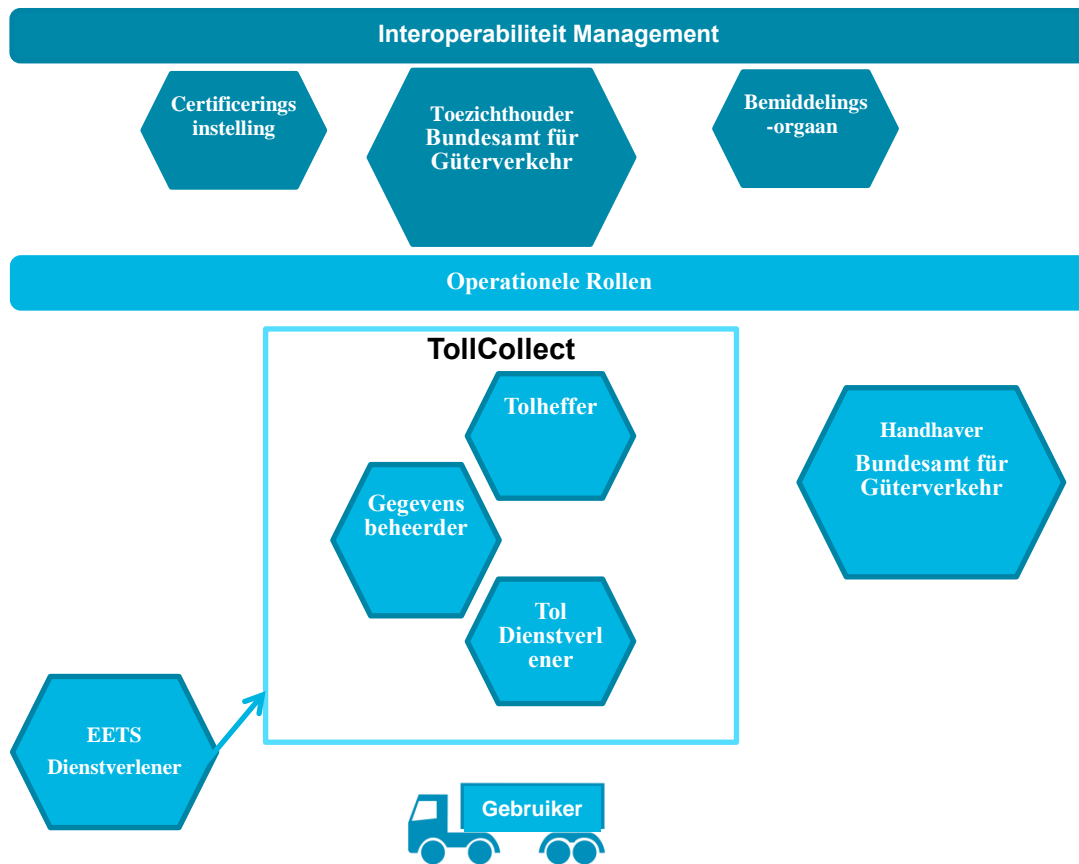 Interoperabiliteit Management
Certificerings
instelling
Toezichthouder
Bundesamt für
Güterverkehr
Bemiddelings
-orgaan
Operationele Rollen
TollCollect
Tolheffer
Handhaver
Bundesamt für
Güterverkehr
Gegevens
beheerder
Tol
Dienstverl
ener
EETS
Dienstverlener
Gebruiker